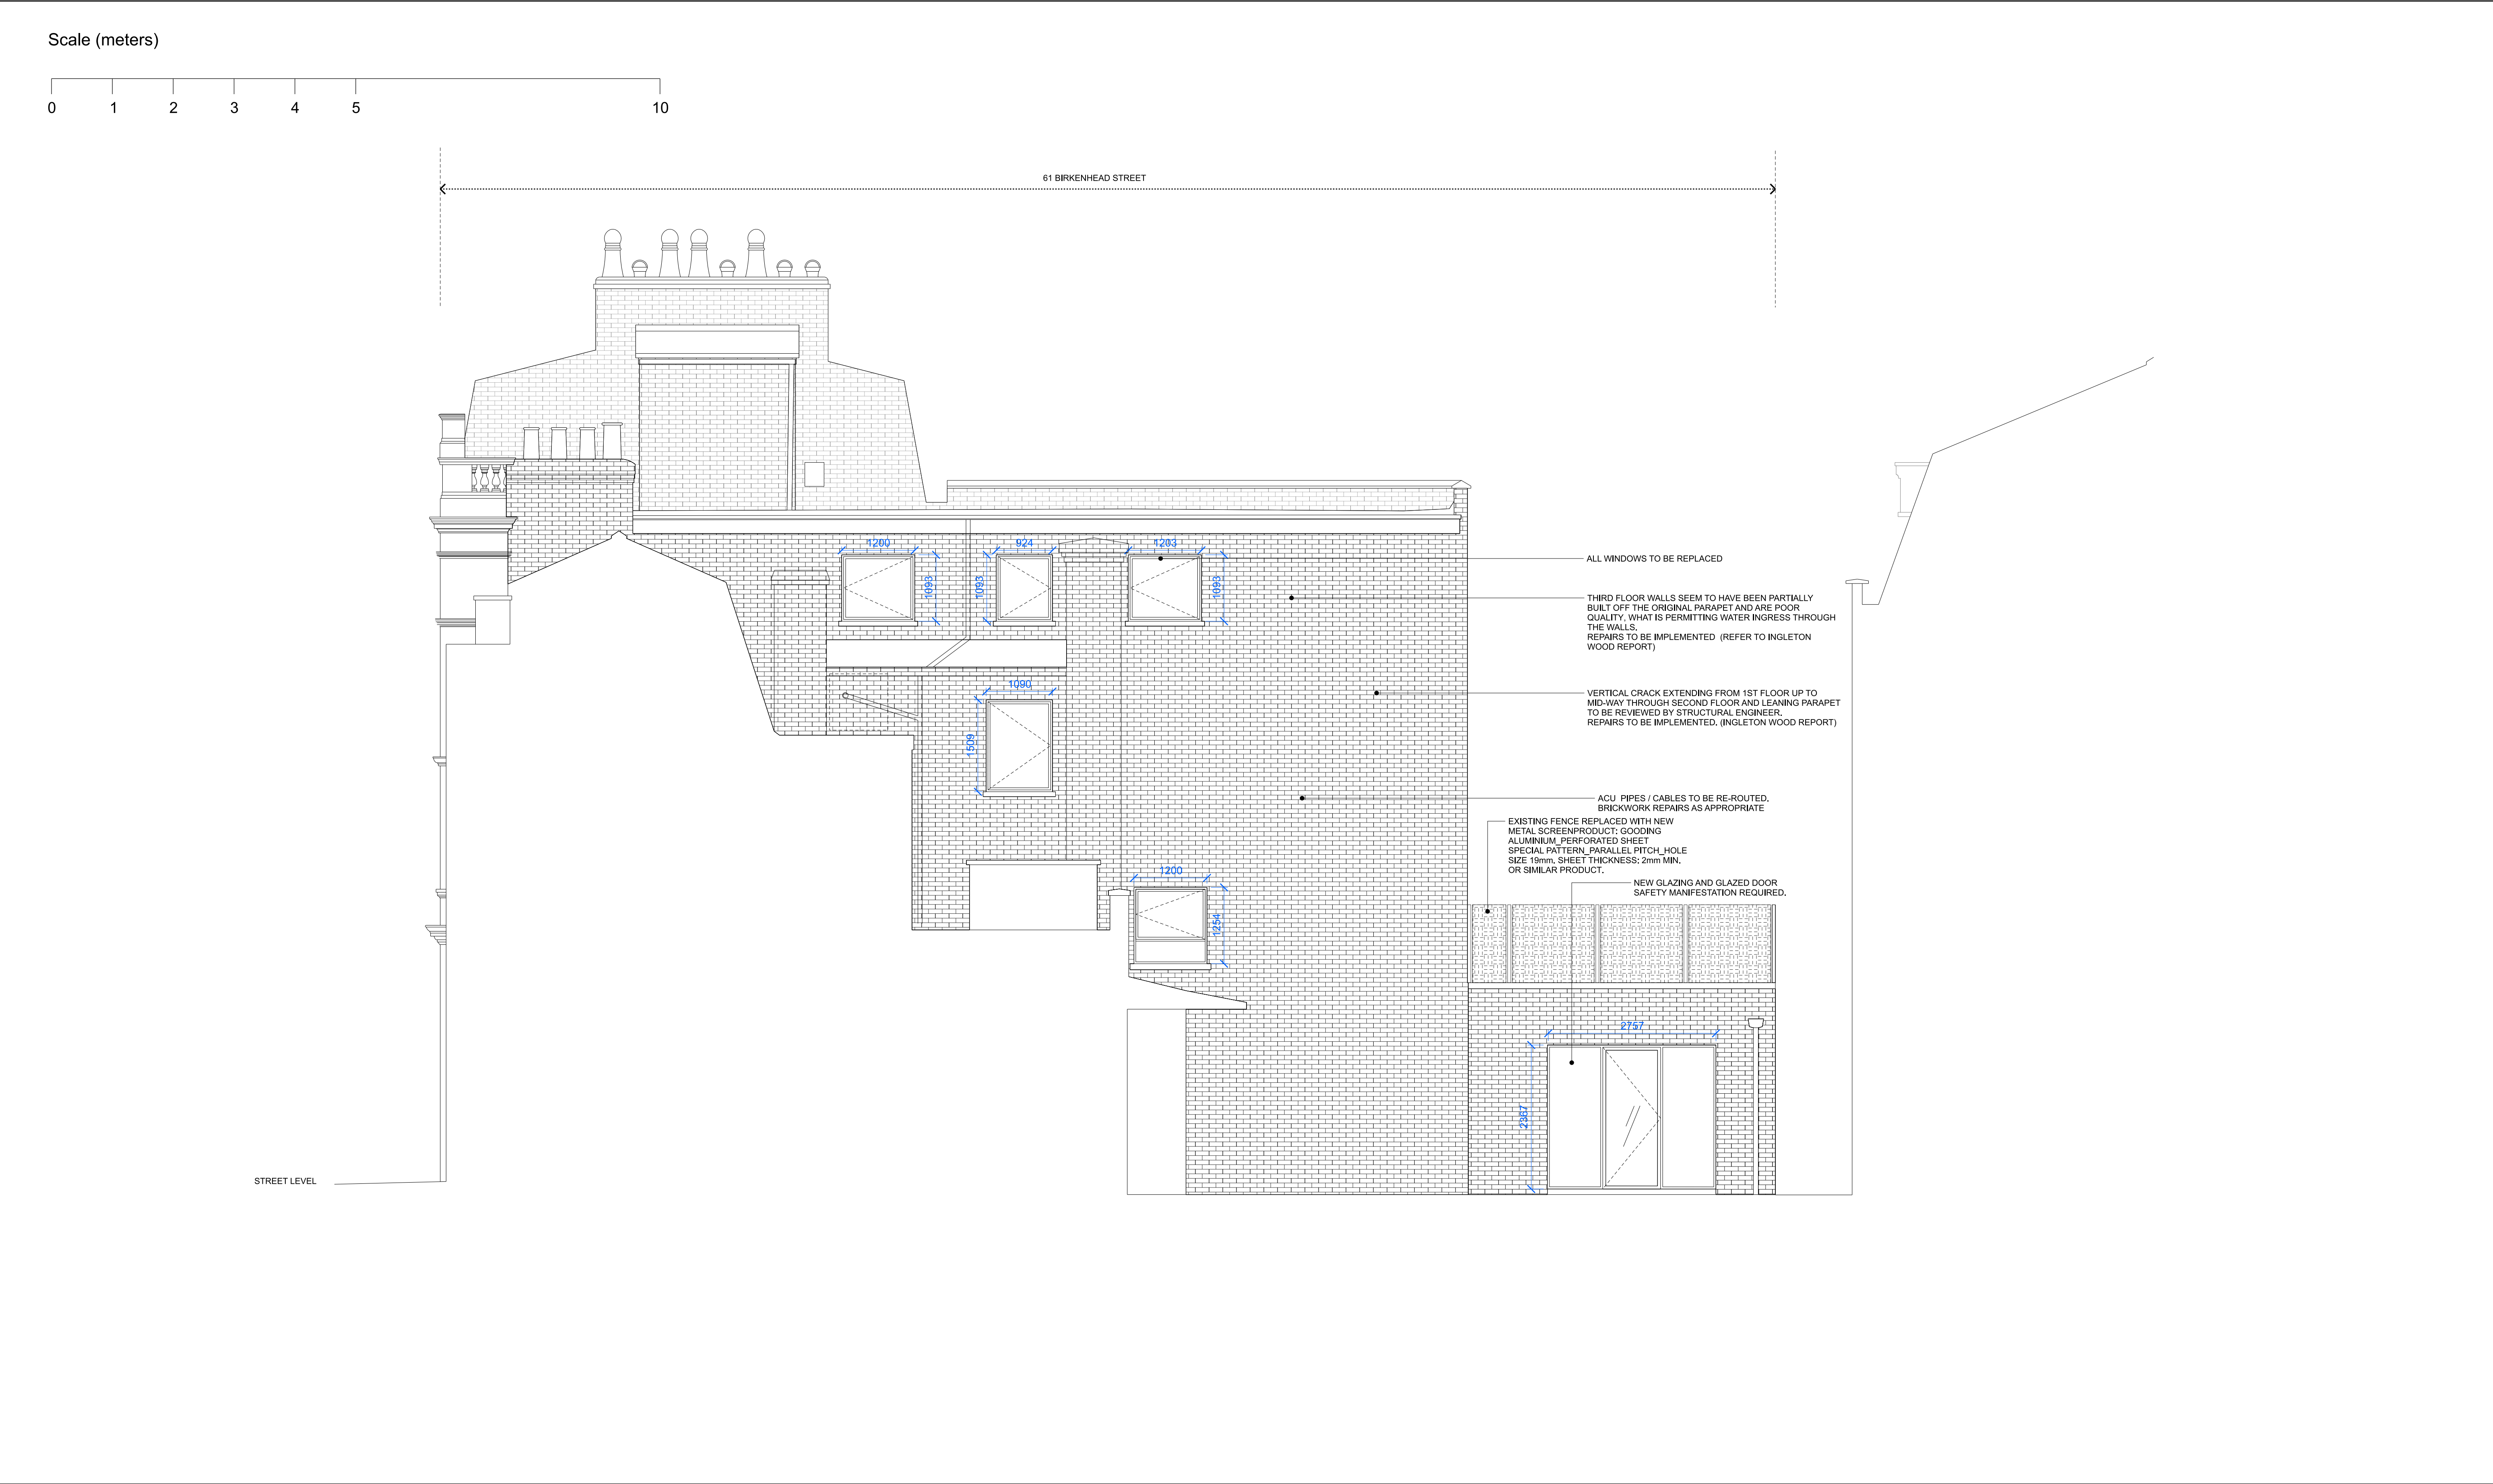 Scale (meters)
0 1 2 3 4 5 10
61 BIRKENHEAD STREET
1200 924 1203
1093 1093 1093
ALL WINDOWS TO BE REPLACED
THIRD FLOOR WALLS SEEM TO HAVE BEEN PARTIALLY
BUILT OFF THE ORIGINAL PARAPET AND ARE POOR
QUALITY, WHAT IS PERMITTING WATER INGRESS THROUGH
THE WALLS.
REPAIRS TO BE IMPLEMENTED (REFER TO INGLETON
WOOD REPORT)
1090
1509
VERTICAL CRACK EXTENDING FROM 1ST FLOOR UP TO
MID-WAY THROUGH SECOND FLOOR AND LEANING PARAPET
TO BE REVIEWED BY STRUCTURAL ENGINEER.
REPAIRS TO BE IMPLEMENTED. (INGLETON WOOD REPORT)
ACU PIPES / CABLES TO BE RE-ROUTED.
BRICKWORK REPAIRS AS APPROPRIATE
EXISTING FENCE REPLACED WITH NEW
METAL SCREENPRODUCT: GOODING
ALUMINIUM_PERFORATED SHEET
SPECIAL PATTERN_PARALLEL PITCH_HOLE
SIZE 19mm, SHEET THICKNESS: 2mm MIN.
OR SIMILAR PRODUCT.
1200
1254
NEW GLAZING AND GLAZED DOOR
SAFETY MANIFESTATION REQUIRED.
2757
2367
STREET LEVEL